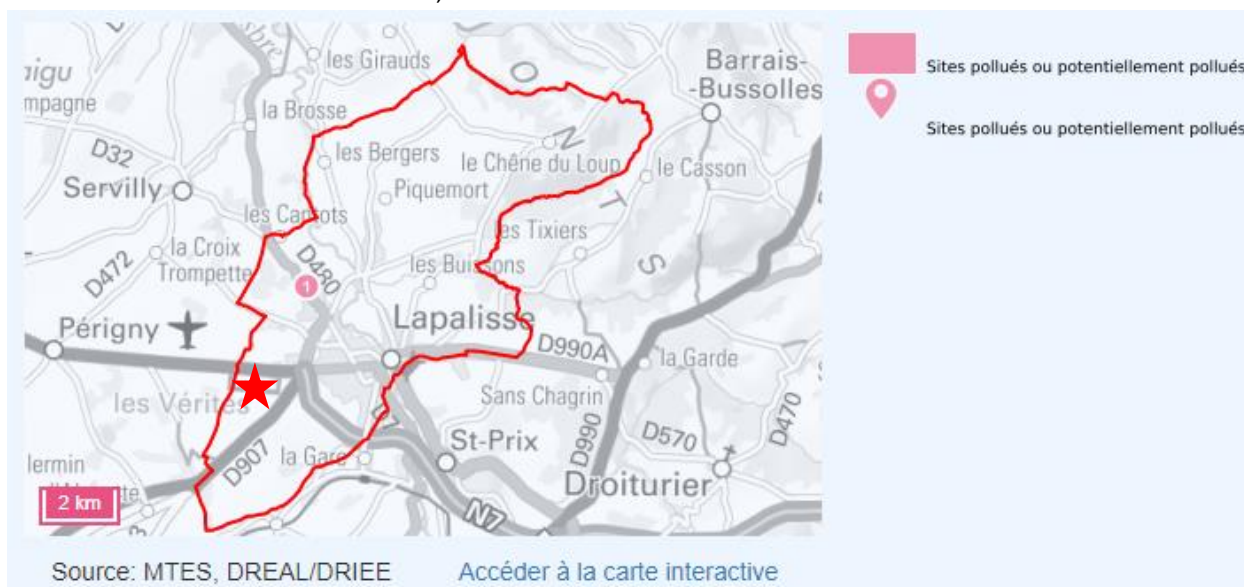 les Girauds
Barrais-
-Bussolles
aigu
mpagne
la Brosse
D32
les Bergers
le Chêne du Loup
le Casson
Servilly
Piquemort
O
N
T
S
la Croix
Trompette
D472
D480
les Tixiers
les Buissons
1
Périgny
Lapalisse
D990A
la Garde
les Vérités
Sans Chagrin
D907
la Gare
St-Prix
D990
D570
D470
lermin
Droiturier
2 km
N7
Sites pollués ou potentiellement pollués
Sites pollués ou potentiellement pollués
Source: MTES, DREAL/DRIEE
Accéder à la carte interactive